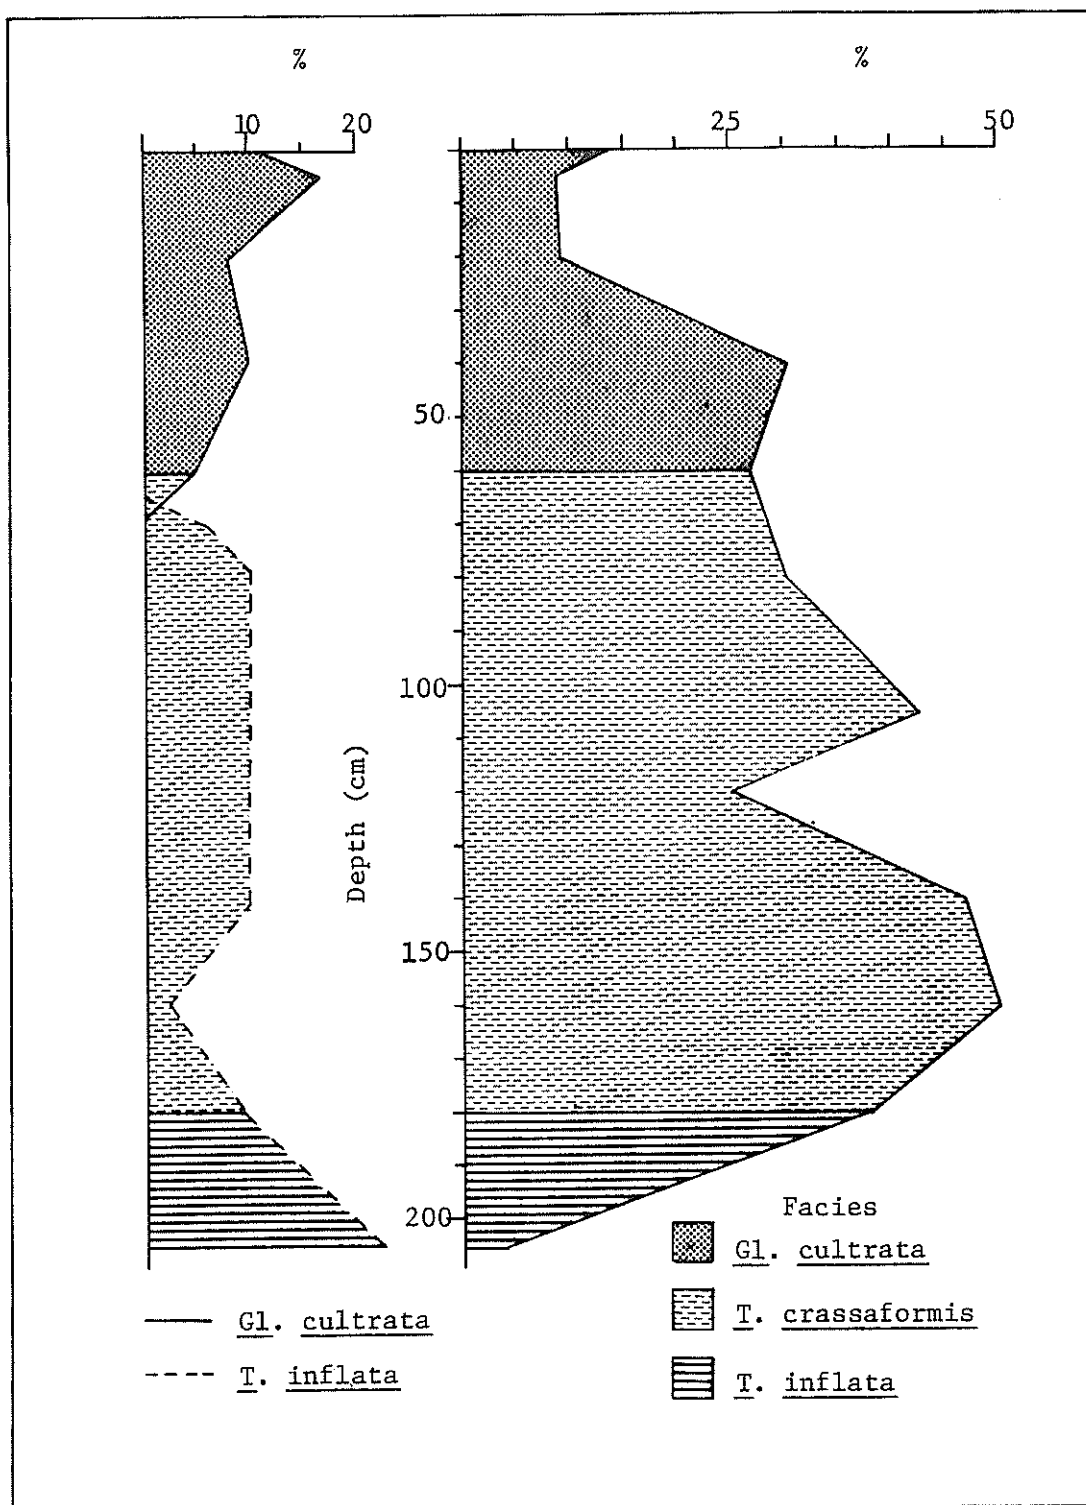 % %
10 20 25 50
50
100
Depth (cm)
150
200
Facies
Gl. cultrata
T. crassaformis
T. inflata
Gl. cultrata
T. inflata